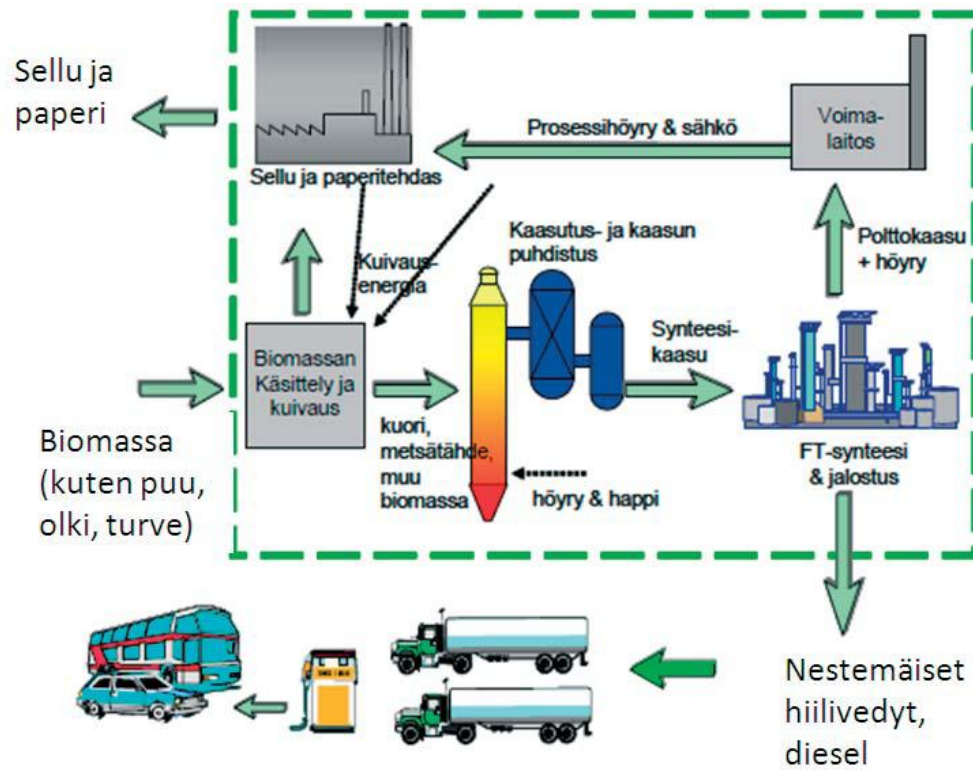 Sellu ja
paperi
Sellu ja paperitehdas
Prosessihöyry & sähkö
Voima-
laitos
Kuivaus-
energia
Kaasutus- ja kaasun
puhdistus
Polttokaasu
+ höyry
Biomassan
Käsittely ja
kuivaus
Synteesi-
kaasu
kuori,
metsätähde,
muu
biomassa
höyry & happi
FT-synteesi
& jalostus
Biomassa
(kuten puu,
olki, turve)
Nestemäiset
hiilivedyt,
diesel